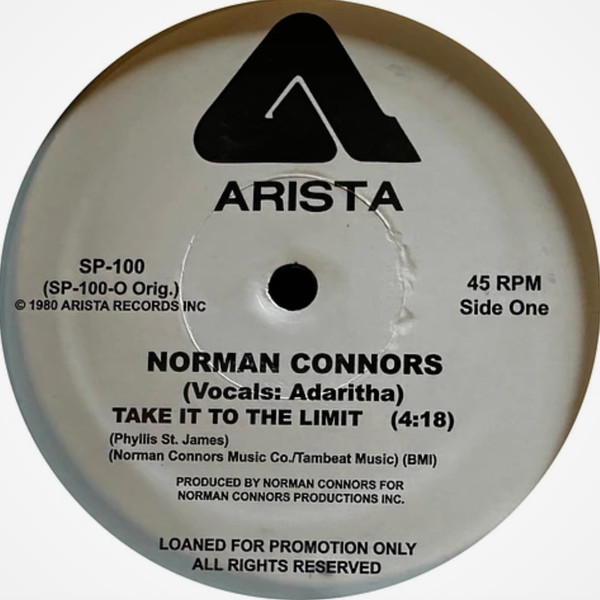 ARISTA
SP-100
(SP-100-O Orig.)
© 1980 ARISTA RECORDS INC
45 RPM
Side One
NORMAN CONNORS
(Vocals: Adaritha)
TAKE IT TO THE LIMIT (4:18)
(Phyllis St. James)
(Norman Connors Music Co./Tambeat Music) (BMI)
PRODUCED BY NORMAN CONNORS FOR
NORMAN CONNORS PRODUCTIONS INC.
LOANED FOR PROMOTION ONLY
ALL RIGHTS RESERVED